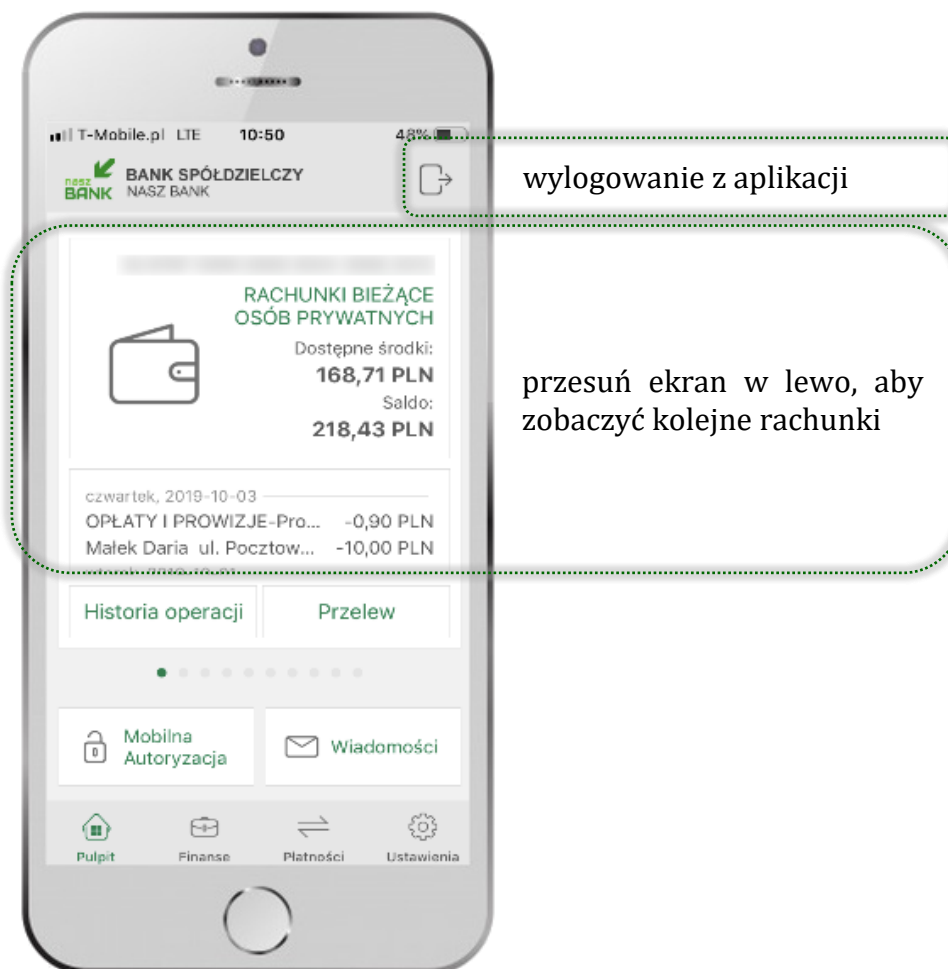 T-Mobile.pl LTE 10:50 48%
nasz BANK
BANK SPÓŁDZIELCZY
NASZ BANK
wylogowanie z aplikacji
RACHUNKI BIEŻĄCE
OSÓB PRYWATNYCH
Dostępne środki:
168,71 PLN
Saldo:
218,43 PLN
przesuń ekran w lewo, aby
zobaczyć kolejne rachunki
czwartek, 2019-10-03
OPŁATY I PROWIZJE-Pro... -0,90 PLN
Małek Daria ul. Pocztow... -10,00 PLN
Historia operacji Przelew
Mobilna
Autoryzacja
Wiadomości
Pulpit Finanse Płatności Ustawienia